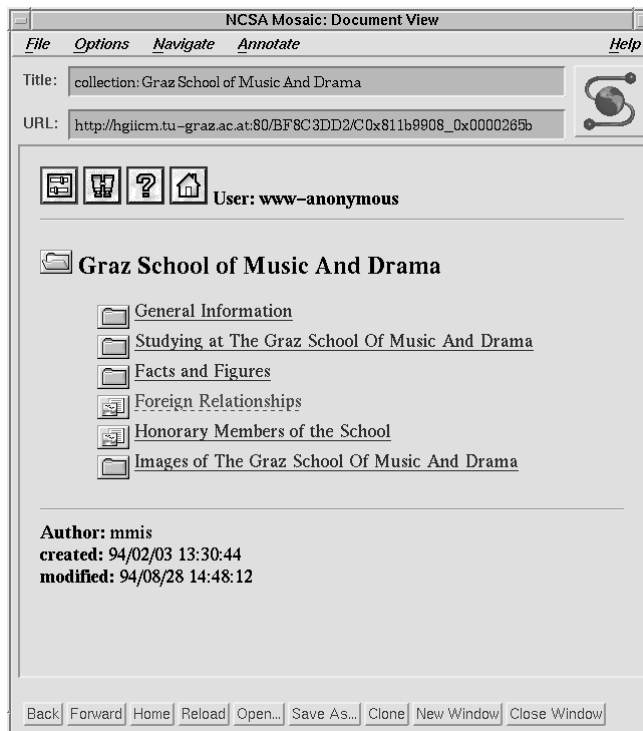 NCSA Mosaic: Document View
File Options Navigate Annotate Help
Title: collection: Graz School of Music And Drama
URL: http://hgiicm.tu-graz.ac.at:80/BF8C3DD2/C0x811b9908_0x0000265b
? User: www-anonymous
Graz School of Music And Drama
General Information
Studying at The Graz School Of Music And Drama
Facts and Figures
Foreign Relationships
Honorary Members of the School
Images of The Graz School Of Music And Drama
Author: mmis
created: 94/02/03 13:30:44
modified: 94/08/28 14:48:12
Back Forward Home Reload Open... Save As... Clone New Window Close Window